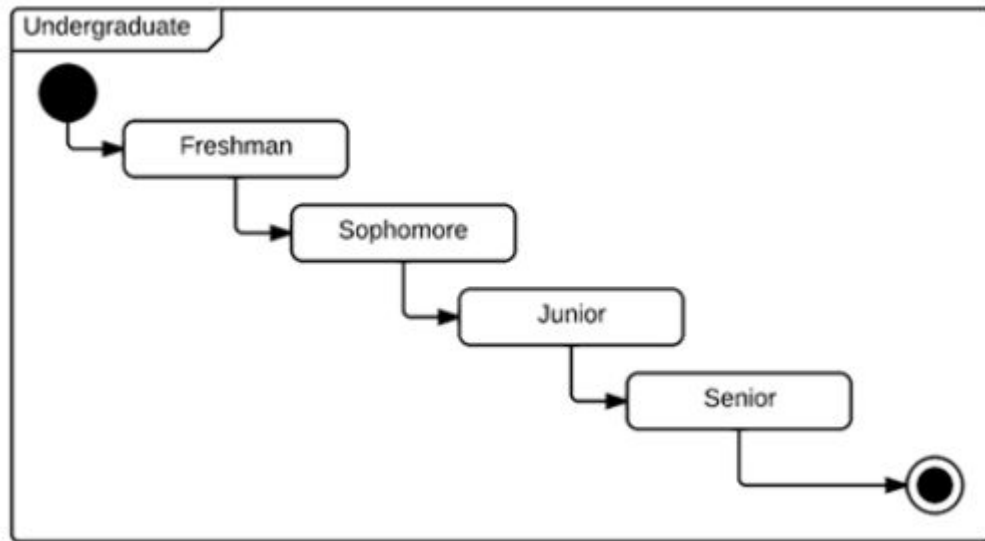 Undergraduate
Freshman
Sophomore
Junior
Senior